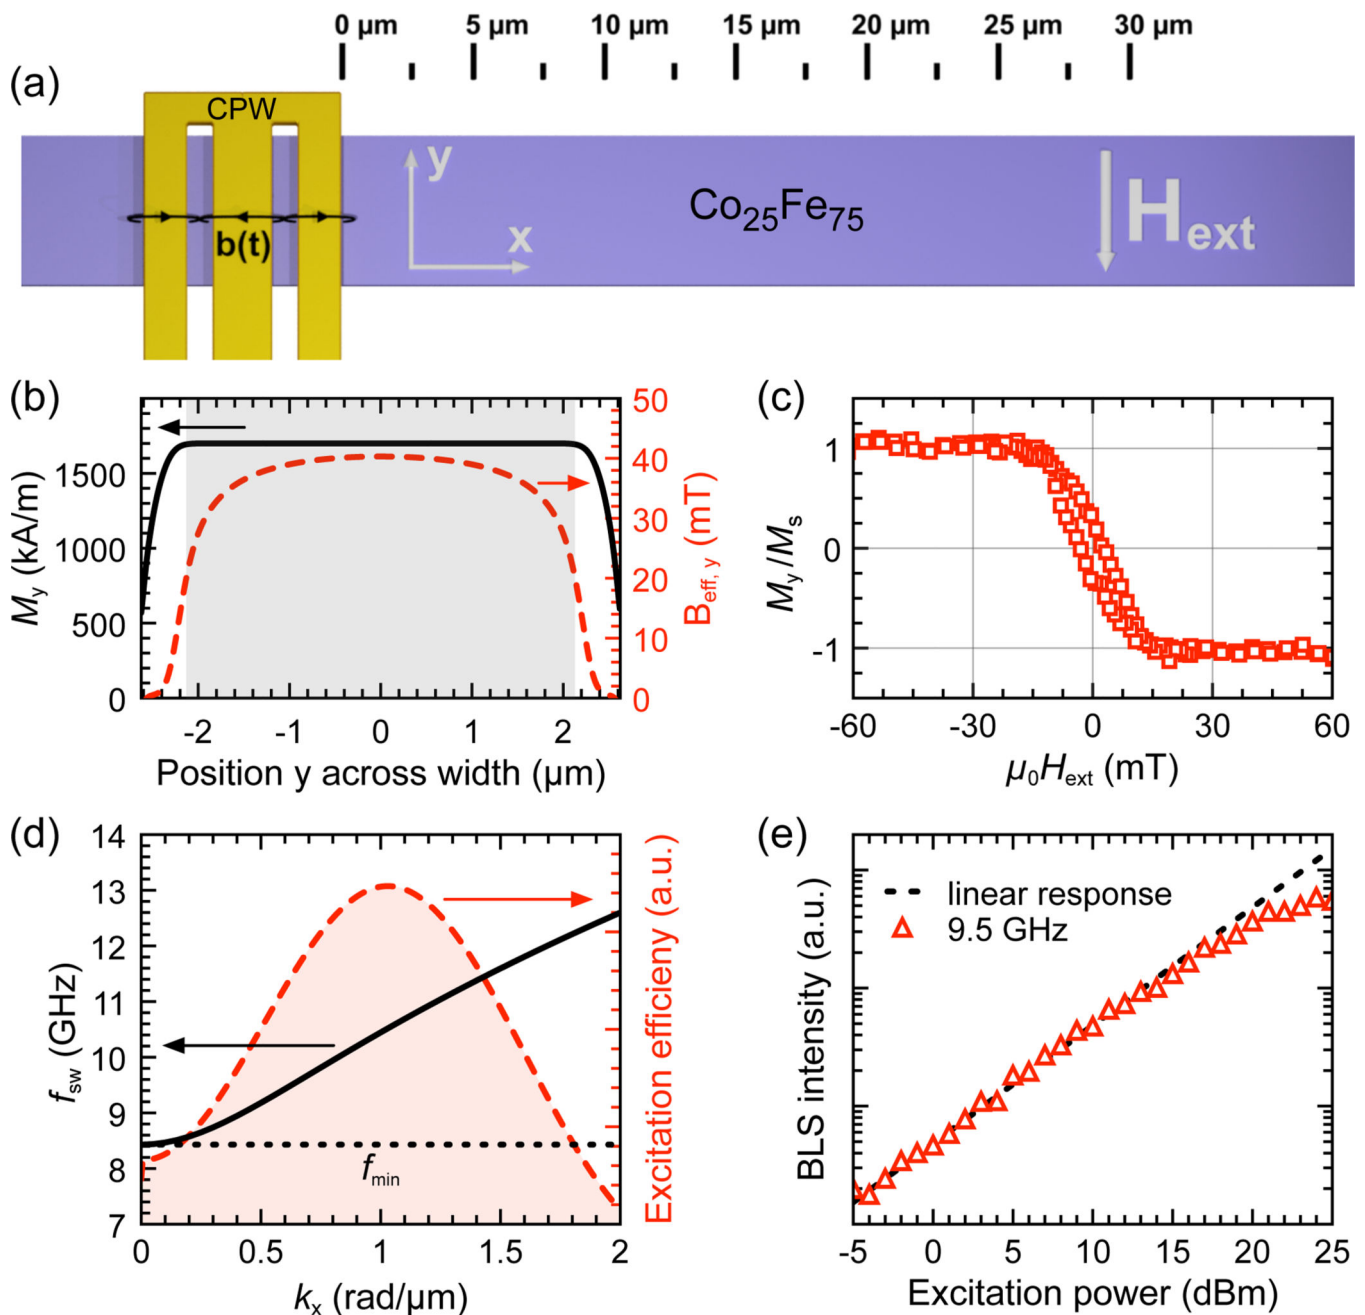 0 µm 5 µm 10 µm 15 µm 20 µm 25 µm 30 µm
(a)
CPW
b(t)
y
x
Co25Fe75
Hext
(b)
My (kA/m)
1500
1000
500
0
50
40
30
20
10
0
Beff, y (mT)
-2 -1 0 1 2
Position y across width (µm)
(c)
My/Ms
1
0
-1
-60 -30 0 30 60
µ0Hext (mT)
(d)
fsw (GHz)
14
13
12
11
10
9
8
7
fmin
Excitation efficieny (a.u.)
0 0.5 1 1.5 2
kx (rad/µm)
(e)
BLS intensity (a.u.)
linear response
9.5 GHz
-5 0 5 10 15 20 25
Excitation power (dBm)